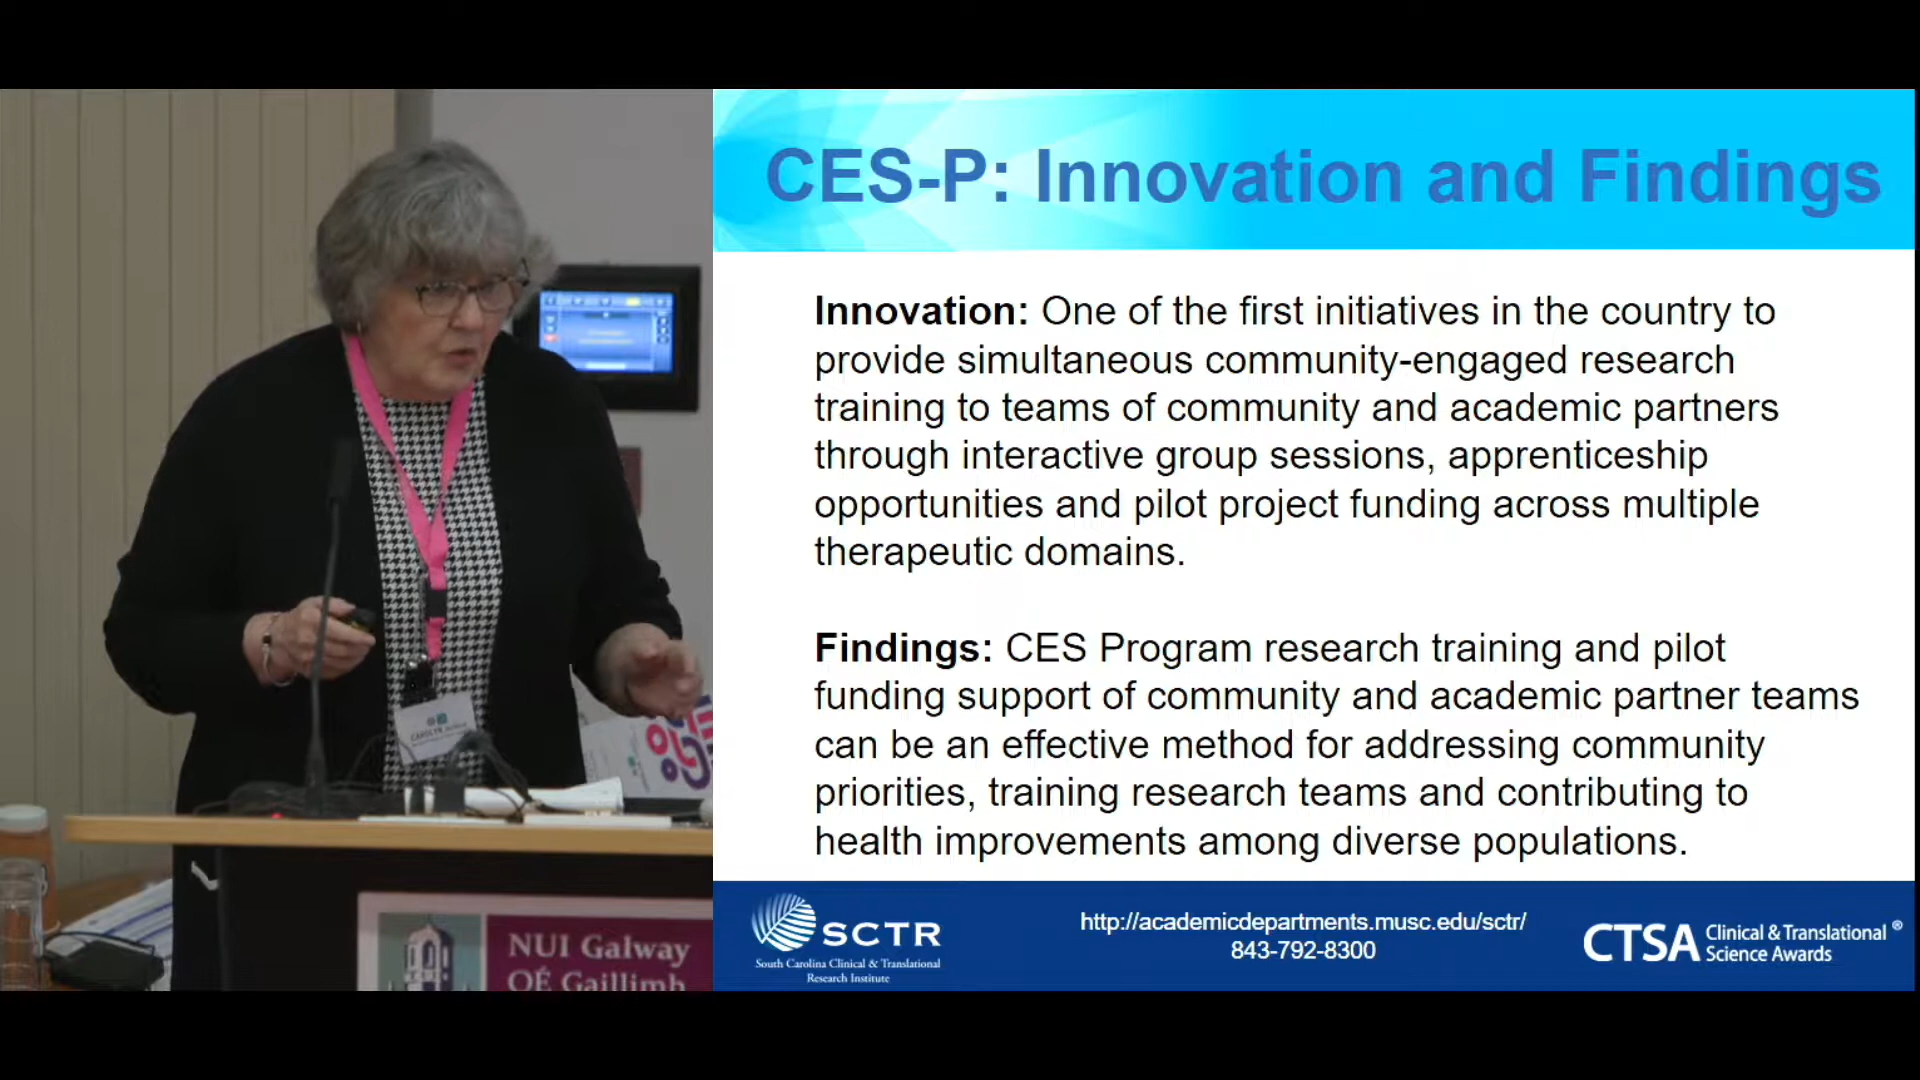 CES-P: Innovation and Findings
Innovation: One of the first initiatives in the country to
provide simultaneous community-engaged research
training to teams of community and academic partners
through interactive group sessions, apprenticeship
opportunities and pilot project funding across multiple
therapeutic domains.
Findings: CES Program research training and pilot
funding support of community and academic partner teams
can be an effective method for addressing community
priorities, training research teams and contributing to
health improvements among diverse populations.
SCTR
South Carolina Clinical & Translational
Research Institute
http://academicdepartments.musc.edu/sctr/
843-792-8300
CTSA Clinical & Translational ®
Science Awards
CAROLYN
NUI Galway
OÉ Gaillimh